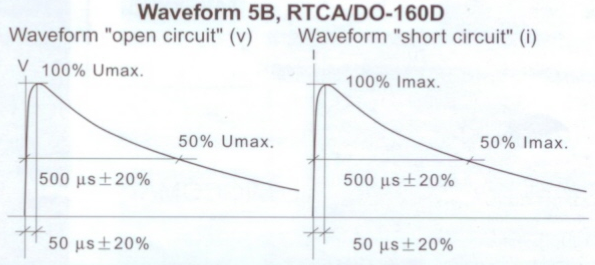 Waveform 5B, RTCA/DO-160D
Waveform "open circuit" (v)
Waveform "short circuit" (i)
V
100% Umax.
I
100% Imax.
50% Umax.
50% Imax.
500 µs±20%
500 µs±20%
50 µs±20%
50 µs±20%